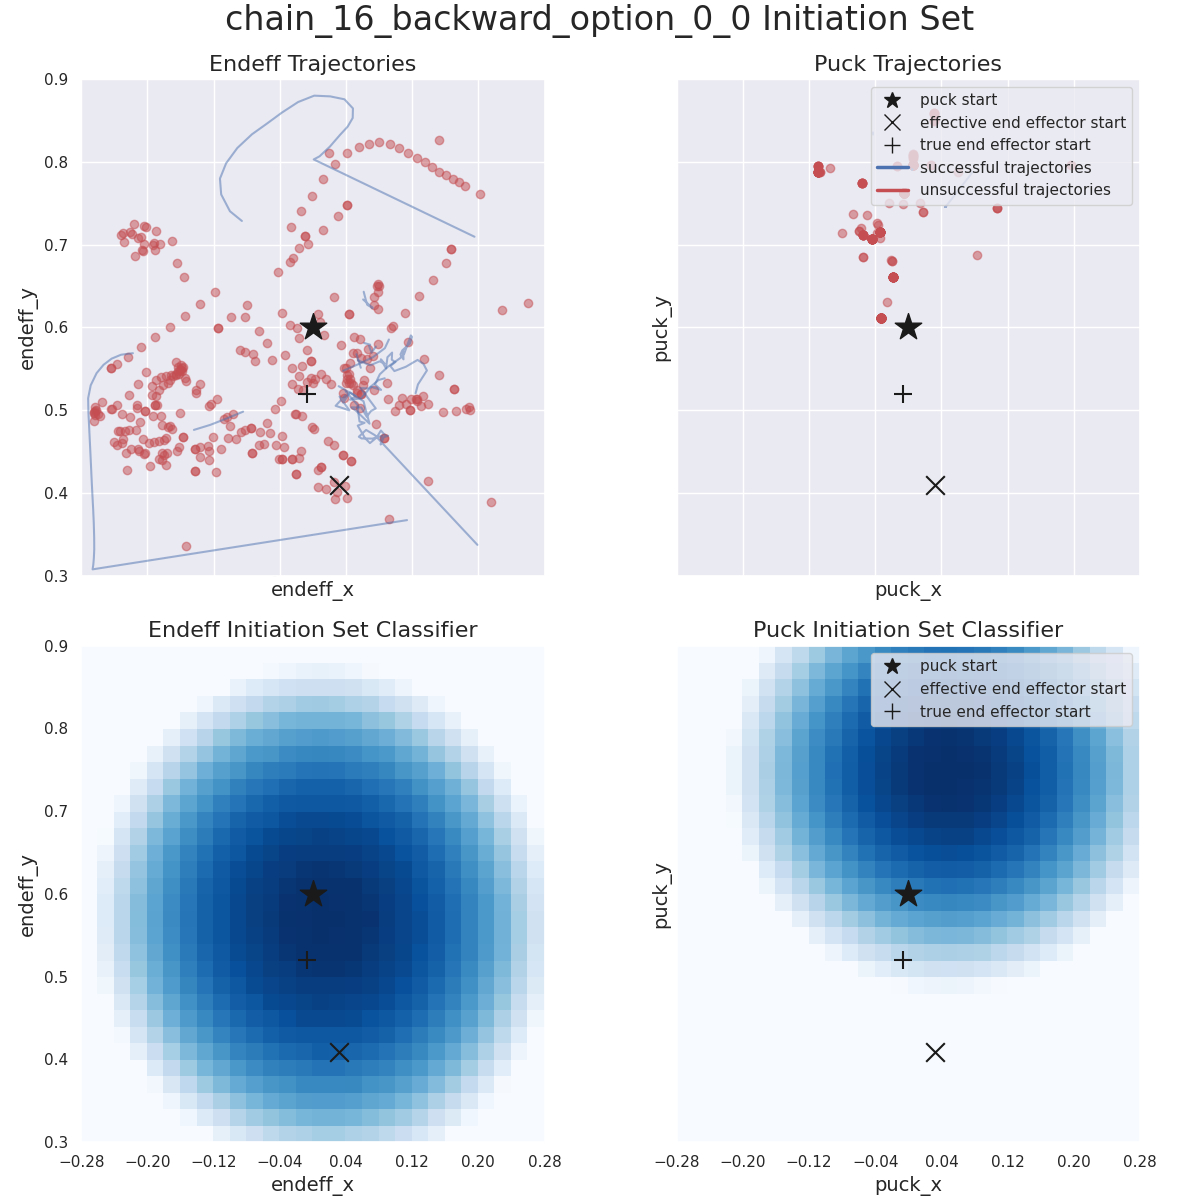 chain_16_backward_option_0_0 Initiation Set
Endeff Trajectories
0.9
0.8
0.7
0.6
0.5
0.4
0.3
endeff_y
endeff_x
Puck Trajectories
puck start
effective end effector start
true end effector start
successful trajectories
unsuccessful trajectories
puck_y
puck_x
Endeff Initiation Set Classifier
0.9
0.8
0.7
0.6
0.5
0.4
0.3
endeff_y
−0.28 −0.20 −0.12 −0.04 0.04 0.12 0.20 0.28
endeff_x
Puck Initiation Set Classifier
puck start
effective end effector start
true end effector start
puck_y
−0.28 −0.20 −0.12 −0.04 0.04 0.12 0.20 0.28
puck_x